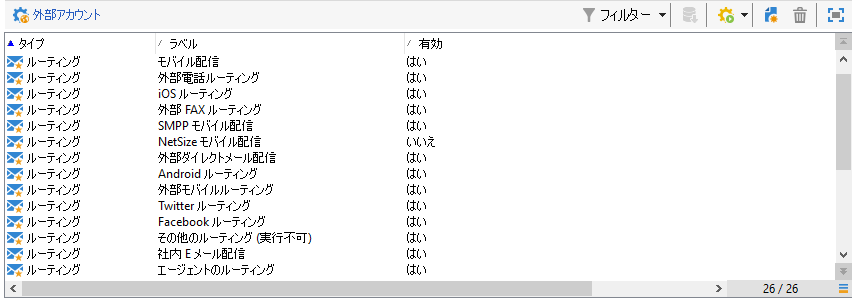 外部アカウント フィルター
タイプ ラベル 有効
ルーティング モバイル配信 はい
ルーティング 外部電話ルーティング はい
ルーティング iOS ルーティング はい
ルーティング 外部 FAX ルーティング はい
ルーティング SMPP モバイル配信 はい
ルーティング NetSize モバイル配信 いいえ
ルーティング 外部ダイレクトメール配信 はい
ルーティング Android ルーティング はい
ルーティング 外部モバイルルーティング はい
ルーティング Twitter ルーティング はい
ルーティング Facebook ルーティング はい
ルーティング その他のルーティング (実行不可) はい
ルーティング 社内 E メール配信 はい
ルーティング エージェントのルーティング はい
26 / 26